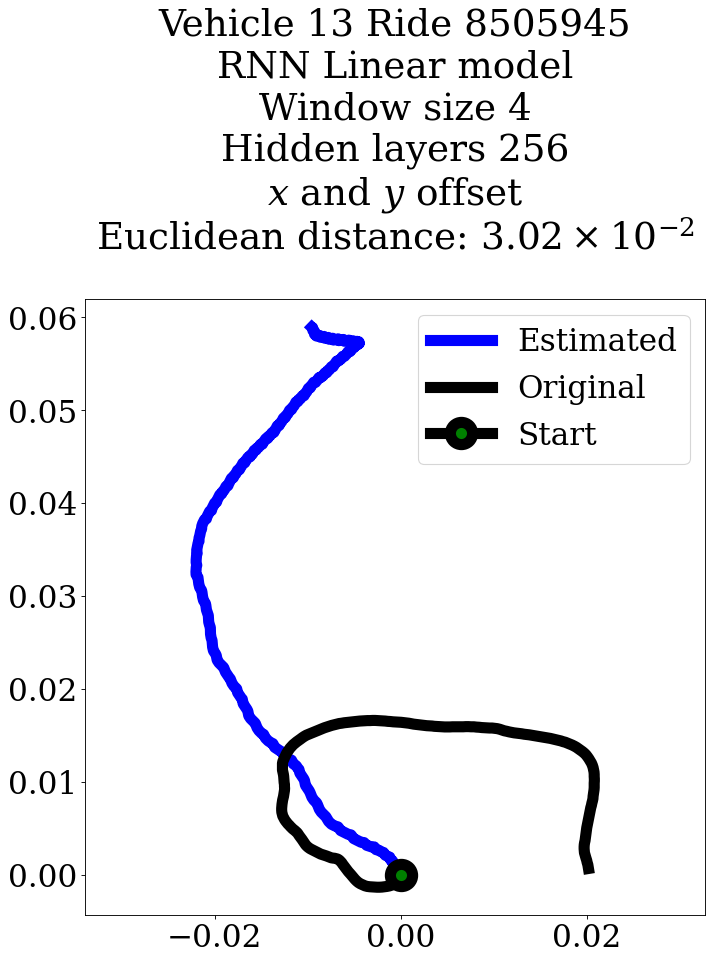 Vehicle 13 Ride 8505945
RNN Linear model
Window size 4
Hidden layers 256
x and y offset
Euclidean distance: 3.02 × 10⁻²
Estimated
Original
Start
0.06
0.05
0.04
0.03
0.02
0.01
0.00
−0.02
0.00
0.02